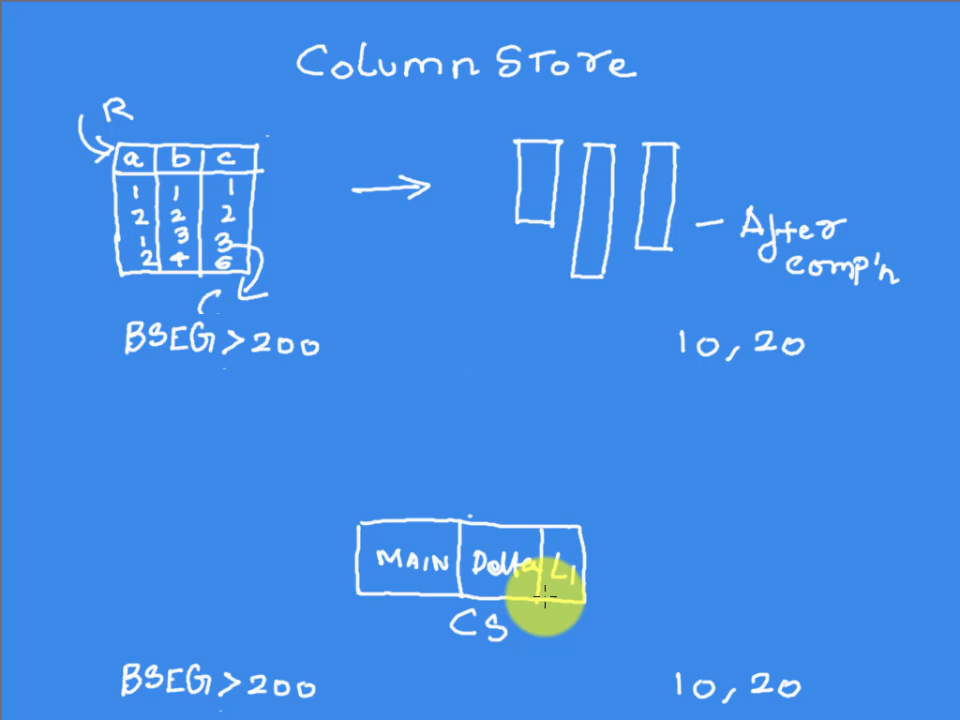 Column Store
R
a b c
1 1 1
2 2 2
1 3 3
2 4 6
C
After
comp'n
BSEG > 200
10, 20
MAIN Delta L1
CS
BSEG > 200
10, 20